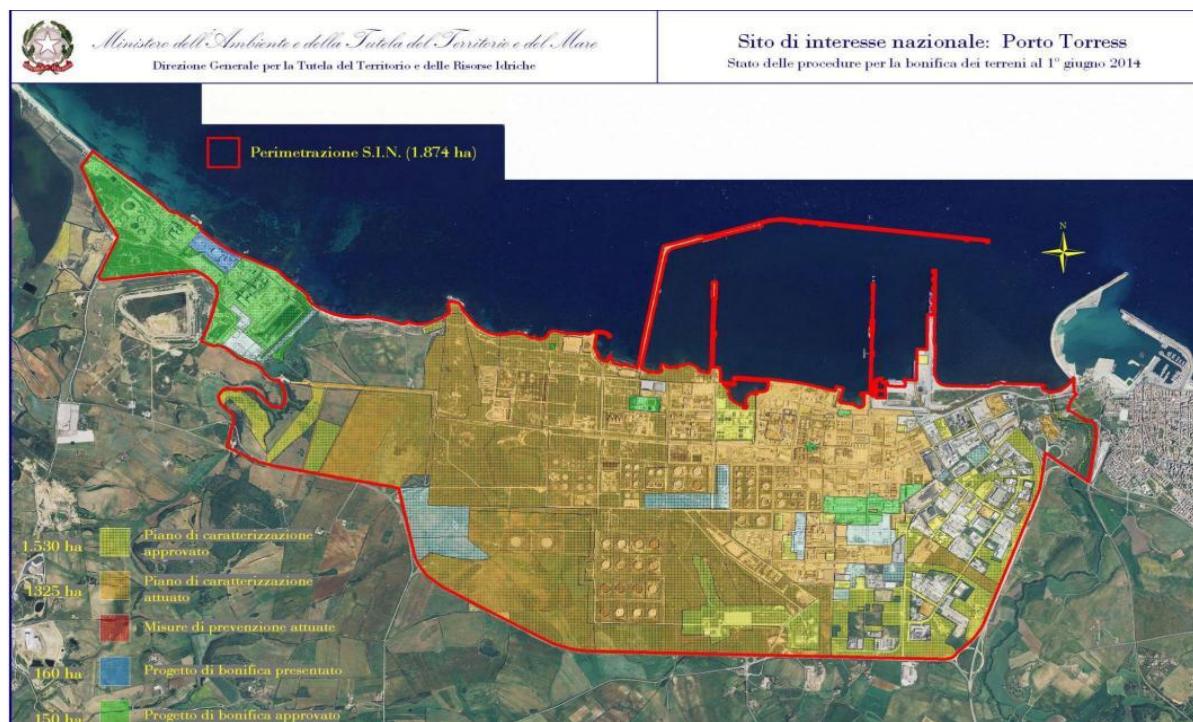 Ministero dell'Ambiente e della Tutela del Territorio e del Mare
Direzione Generale per la Tutela del Territorio e delle Risorse Idriche
Sito di interesse nazionale: Porto Torress
Stato delle procedure per la bonifica dei terreni al 1° giugno 2014
Perimetrazione S.I.N. (1.874 ha)
N
1.530 ha Piano di caratterizzazione
approvato
1325 ha Piano di caratterizzazione
attuato
Misure di prevenzione attuate
160 ha Progetto di bonifica presentato
150 ha Progetto di bonifica approvato